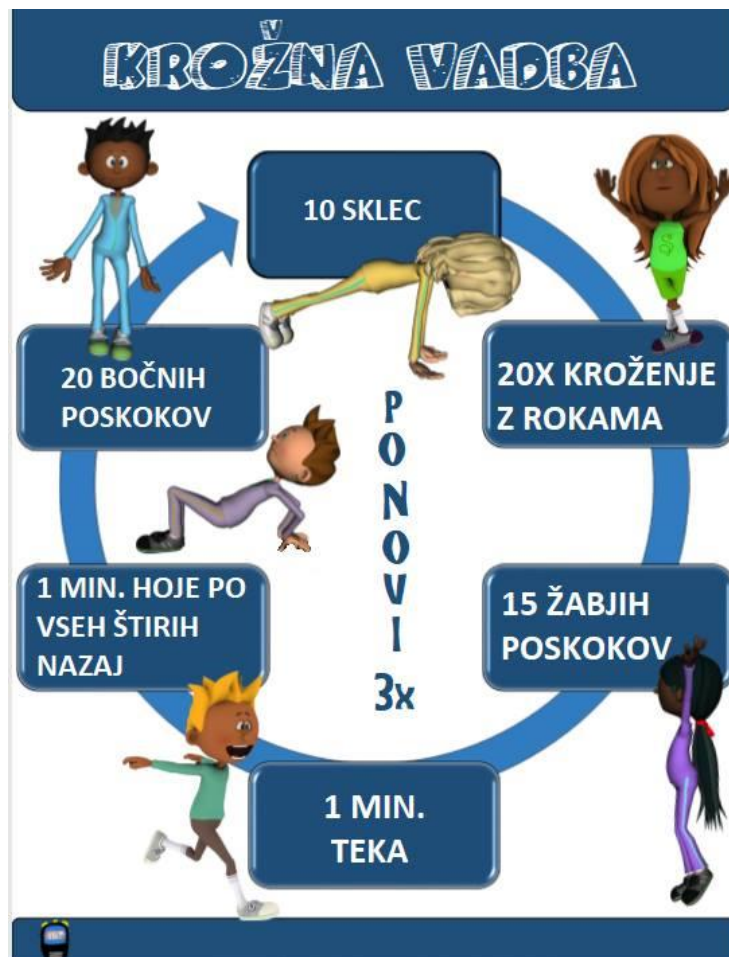 KROŽNA VADBA
10 SKLEC
20X KROŽENJE
Z ROKAMA
15 ŽABJIH
POSKOKOV
1 MIN.
TEKA
1 MIN. HOJE PO
VSEH ŠTIRIH
NAZAJ
20 BOČNIH
POSKOKOV
PONOVI
3x